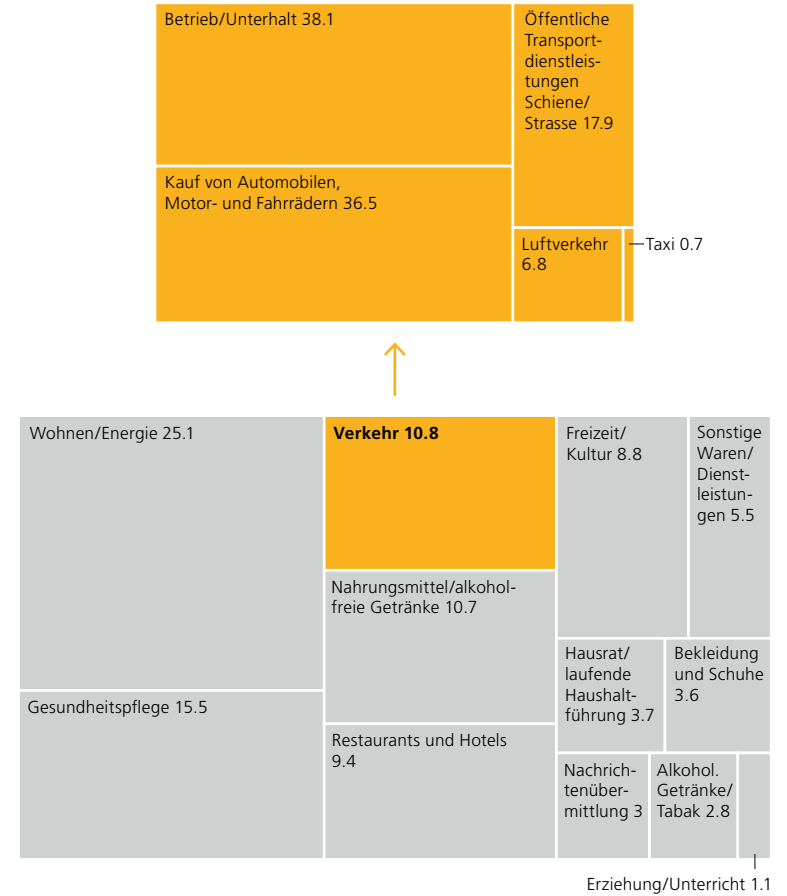 Betrieb/Unterhalt 38.1
Öffentliche
Transport-
dienstleis-
tungen
Schiene/
Strasse 17.9
Kauf von Automobilen,
Motor- und Fahrrädern 36.5
Luftverkehr
6.8
Taxi 0.7
Wohnen/Energie 25.1
Verkehr 10.8
Freizeit/
Kultur 8.8
Sonstige
Waren/
Dienst-
leistun-
gen 5.5
Nahrungsmittel/alkohol-
freie Getränke 10.7
Hausrat/
laufende
Haushalt-
führung 3.7
Bekleidung
und Schuhe
3.6
Gesundheitspflege 15.5
Restaurants und Hotels
9.4
Nachrich-
tenüber-
mittlung 3
Alkohol.
Getränke/
Tabak 2.8
Erziehung/Unterricht 1.1